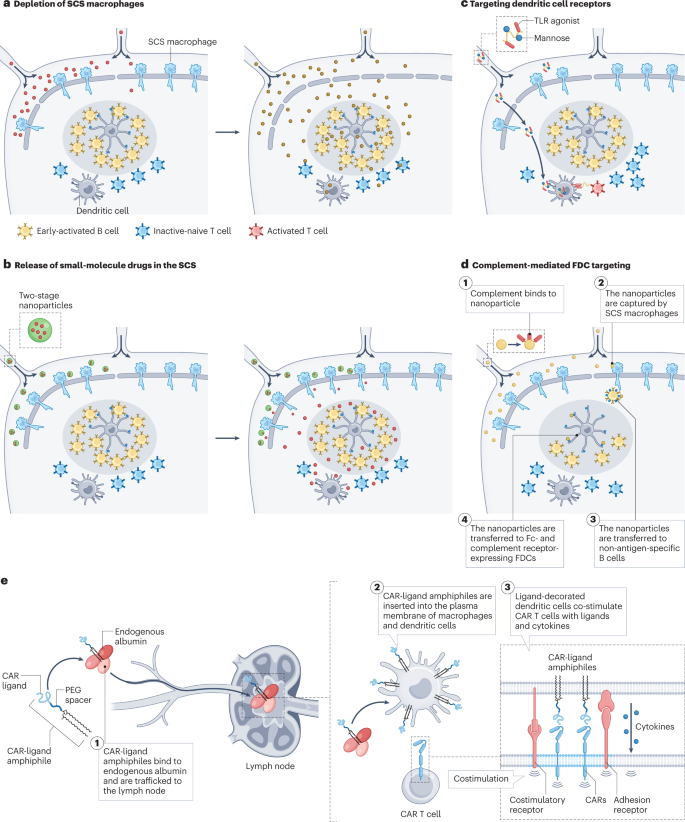 a Depletion of SCS macrophages
SCS macrophage
Dendritic cell
Early-activated B cell
Inactive-naive T cell
Activated T cell
c Targeting dendritic cell receptors
TLR agonist
Mannose
b Release of small-molecule drugs in the SCS
Two-stage
nanoparticles
d Complement-mediated FDC targeting
1
Complement binds to
nanoparticle
2
The nanoparticles
are captured by
SCS macrophages
4
The nanoparticles are
transferred to Fc- and
complement receptor-
expressing FDCs
3
The nanoparticles
are transferred to
non-antigen-specific
B cells
e
CAR
ligand
PEG
spacer
CAR-ligand
amphiphile
Endogenous
albumin
1
CAR-ligand
amphiphiles bind to
endogenous albumin
and are trafficked to
the lymph node
Lymph node
2
CAR-ligand amphiphiles are
inserted into the plasma
membrane of macrophages
and dendritic cells
CAR T cell
3
Ligand-decorated
dendritic cells co-stimulate
CAR T cells with ligands
and cytokines
CAR-ligand
amphiphiles
Cytokines
Costimulation
Costimulatory
receptor
CARs
Adhesion
receptor